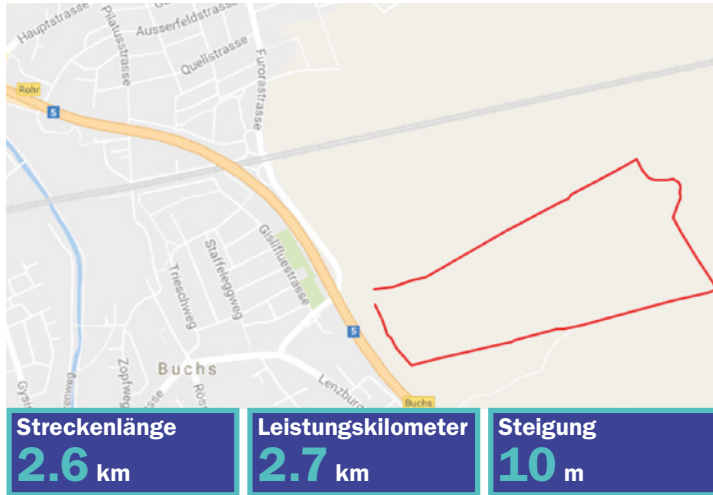 Hauptstrasse
Pilatusstrasse
Ausserfeldstrasse
Quellstrasse
Furorastrasse
Rohr
5
Gislifluestrasse
Staffeleggweg
Trieschweg
5
Buchs
Zopfweg
Lenzburg
Buchs
Streckenlänge
2.6 km
Leistungskilometer
2.7 km
Steigung
10 m